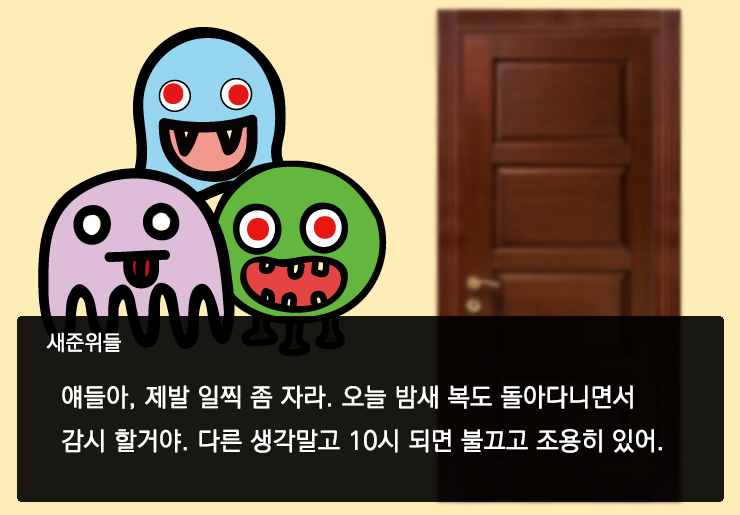 새준위들
얘들아, 제발 일찍 좀 자라. 오늘 밤새 복도 돌아다니면서
감시 할거야. 다른 생각말고 10시 되면 불끄고 조용히 있어.